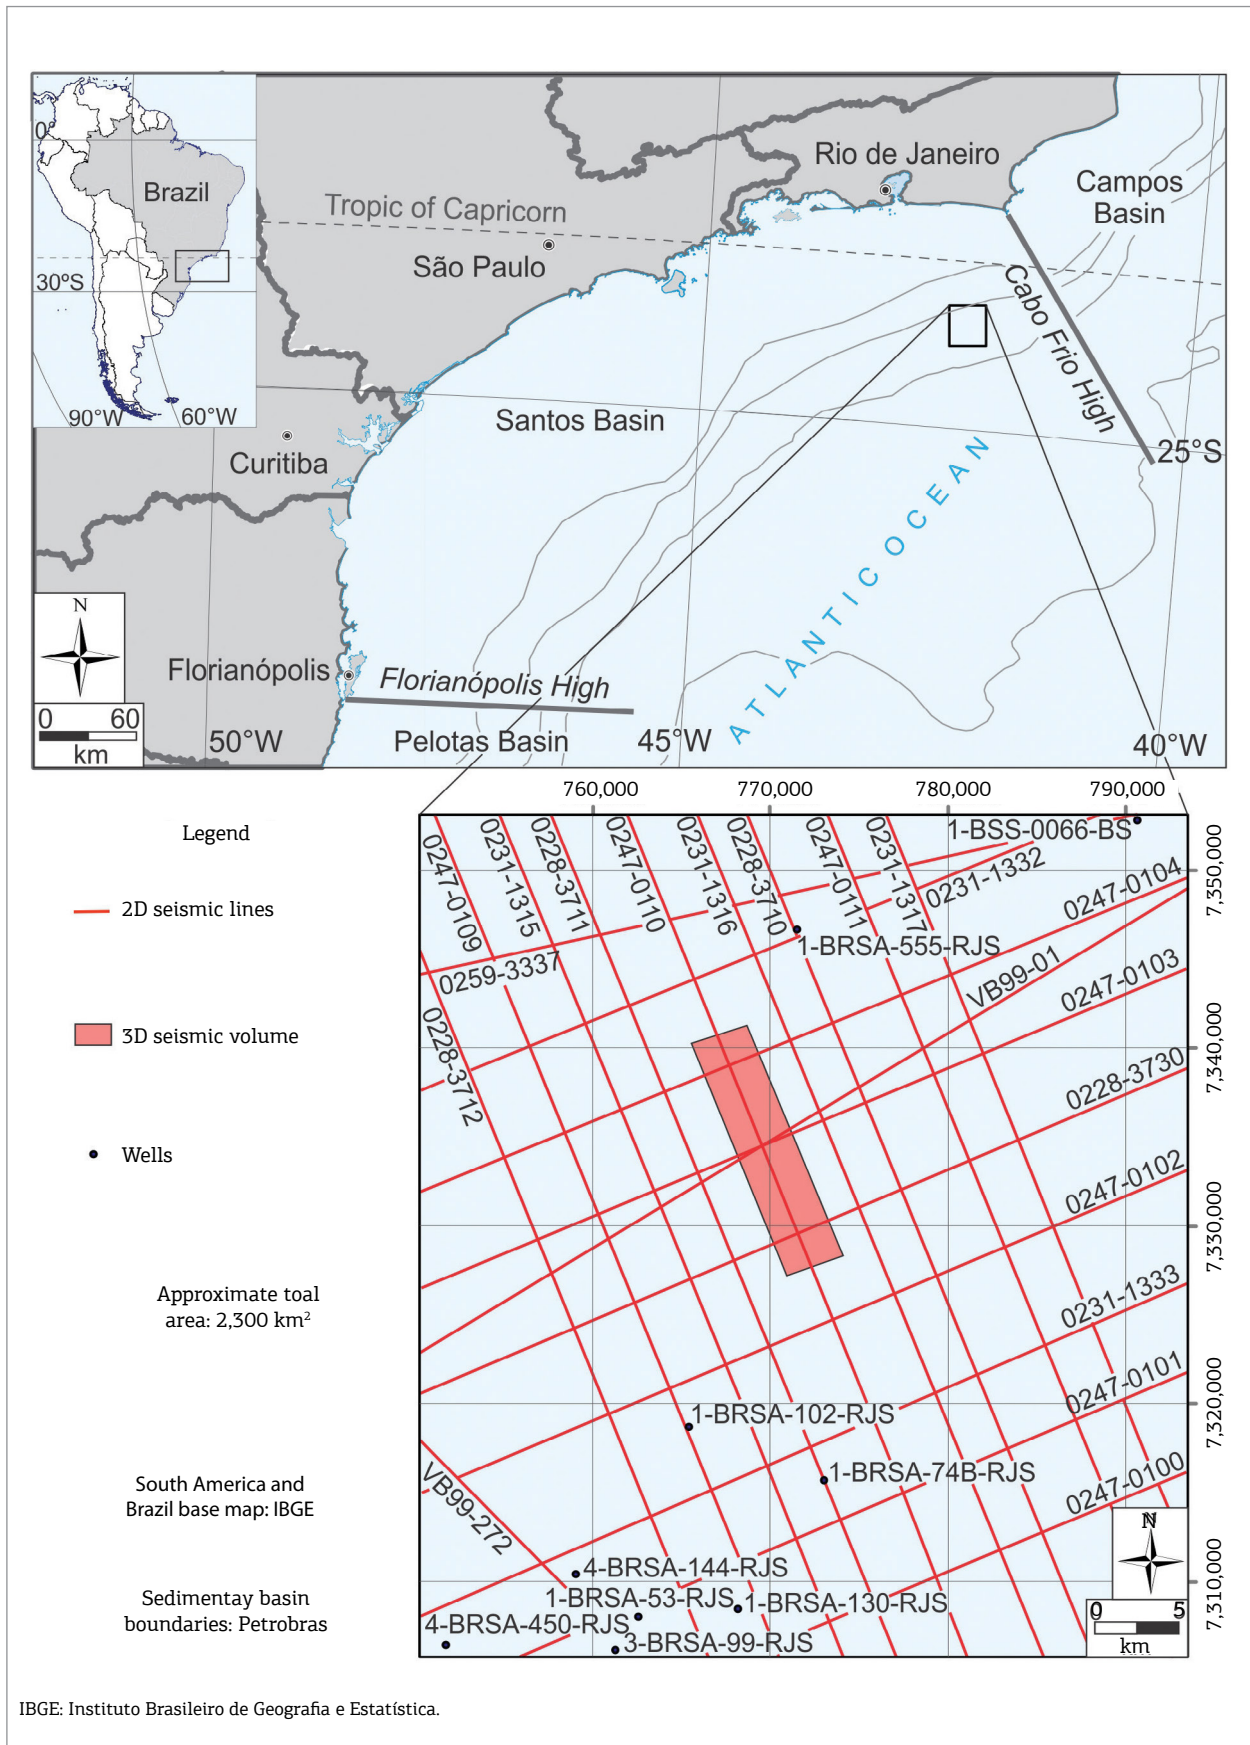 0°
Brazil
30°S
90°W
60°W
Tropic of Capricorn
São Paulo
Rio de Janeiro
Campos
Basin
Cabo Frio High
Santos Basin
Curitiba
25°S
ATLANTIC OCEAN
N
Florianópolis
Florianópolis High
0 60
km
50°W
Pelotas Basin
45°W
40°W
760,000
770,000
780,000
790,000
Legend
2D seismic lines
3D seismic volume
Wells
Approximate toal
area: 2,300 km²
South America and
Brazil base map: IBGE
Sedimentay basin
boundaries: Petrobras
0247-0109
0231-1315
0228-3711
0247-0110
0231-1316
0228-3710
0247-0111
0231-1317
1-BSS-0066-BS
0231-1332
0247-0104
7,350,000
1-BRSA-555-RJS
0259-3337
VB99-01
0247-0103
0228-3712
7,340,000
0228-3730
0247-0102
7,330,000
0231-1333
0247-0101
7,320,000
1-BRSA-102-RJS
1-BRSA-74B-RJS
0247-0100
VB99-272
N
4-BRSA-144-RJS
7,310,000
1-BRSA-53-RJS
1-BRSA-130-RJS
4-BRSA-450-RJS
3-BRSA-99-RJS
0 5
km
IBGE: Instituto Brasileiro de Geografia e Estatística.